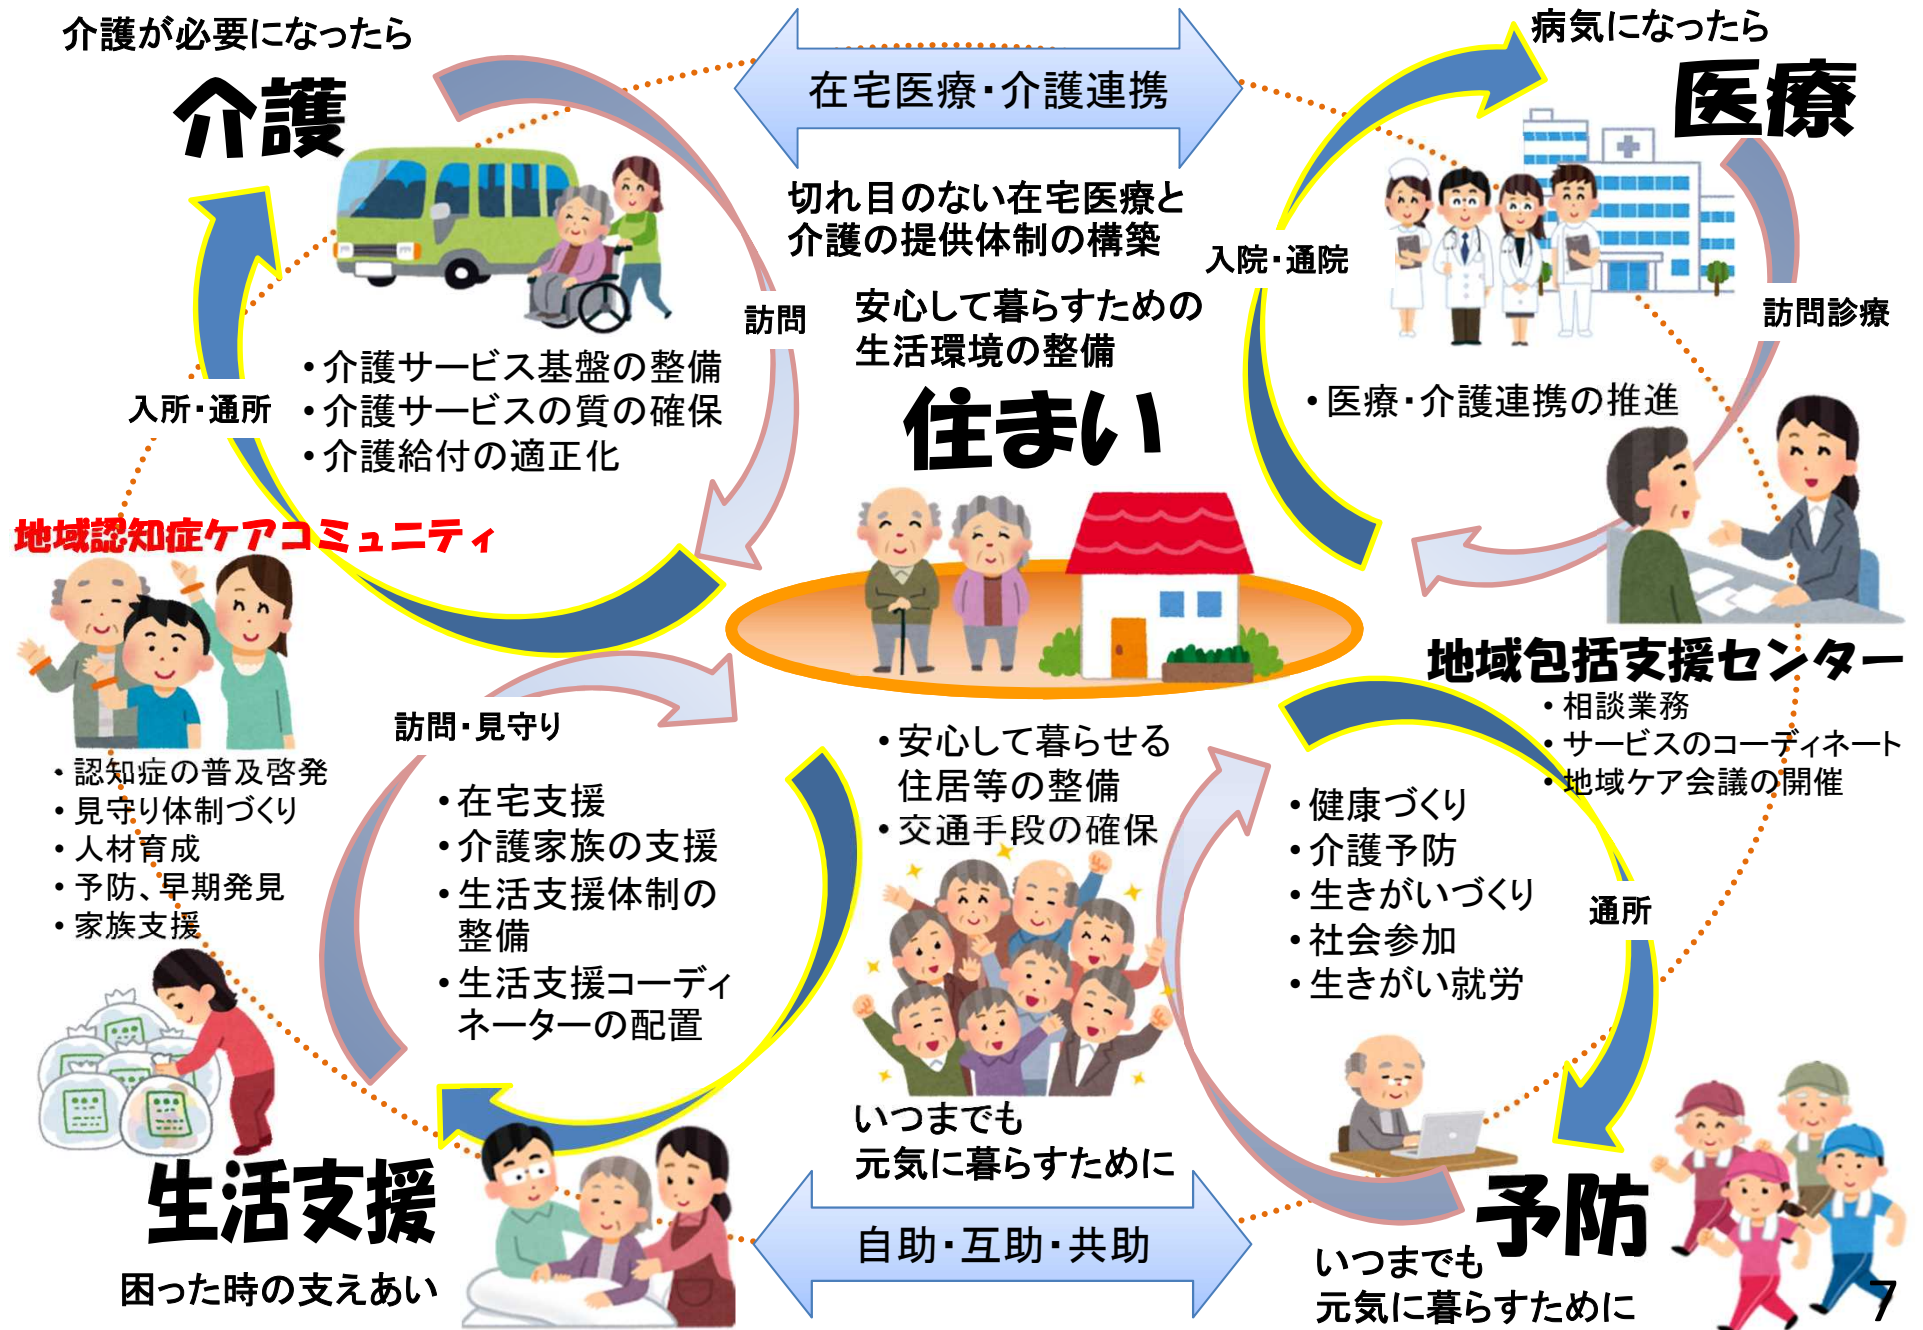 介護が必要になったら
介護
在宅医療・介護連携
病気になったら
医療
切れ目のない在宅医療と
介護の提供体制の構築
入院・通院
訪問
訪問診療
安心して暮らすための
生活環境の整備
住まい
・介護サービス基盤の整備
・介護サービスの質の確保
・介護給付の適正化
入所・通所
・医療・介護連携の推進
地域認知症ケアコミュニティ
・認知症の普及啓発
・見守り体制づくり
・人材育成
・予防、早期発見
・家族支援
地域包括支援センター
・相談業務
・サービスのコーディネート
・地域ケア会議の開催
訪問・見守り
・在宅支援
・介護家族の支援
・生活支援体制の
整備
・生活支援コーディ
ネーターの配置
・安心して暮らせる
住居等の整備
・交通手段の確保
・健康づくり
・介護予防
・生きがいづくり
・社会参加
・生きがい就労
通所
いつまでも
元気に暮らすために
生活支援
困った時の支えあい
自助・互助・共助
予防
いつまでも
元気に暮らすために
7